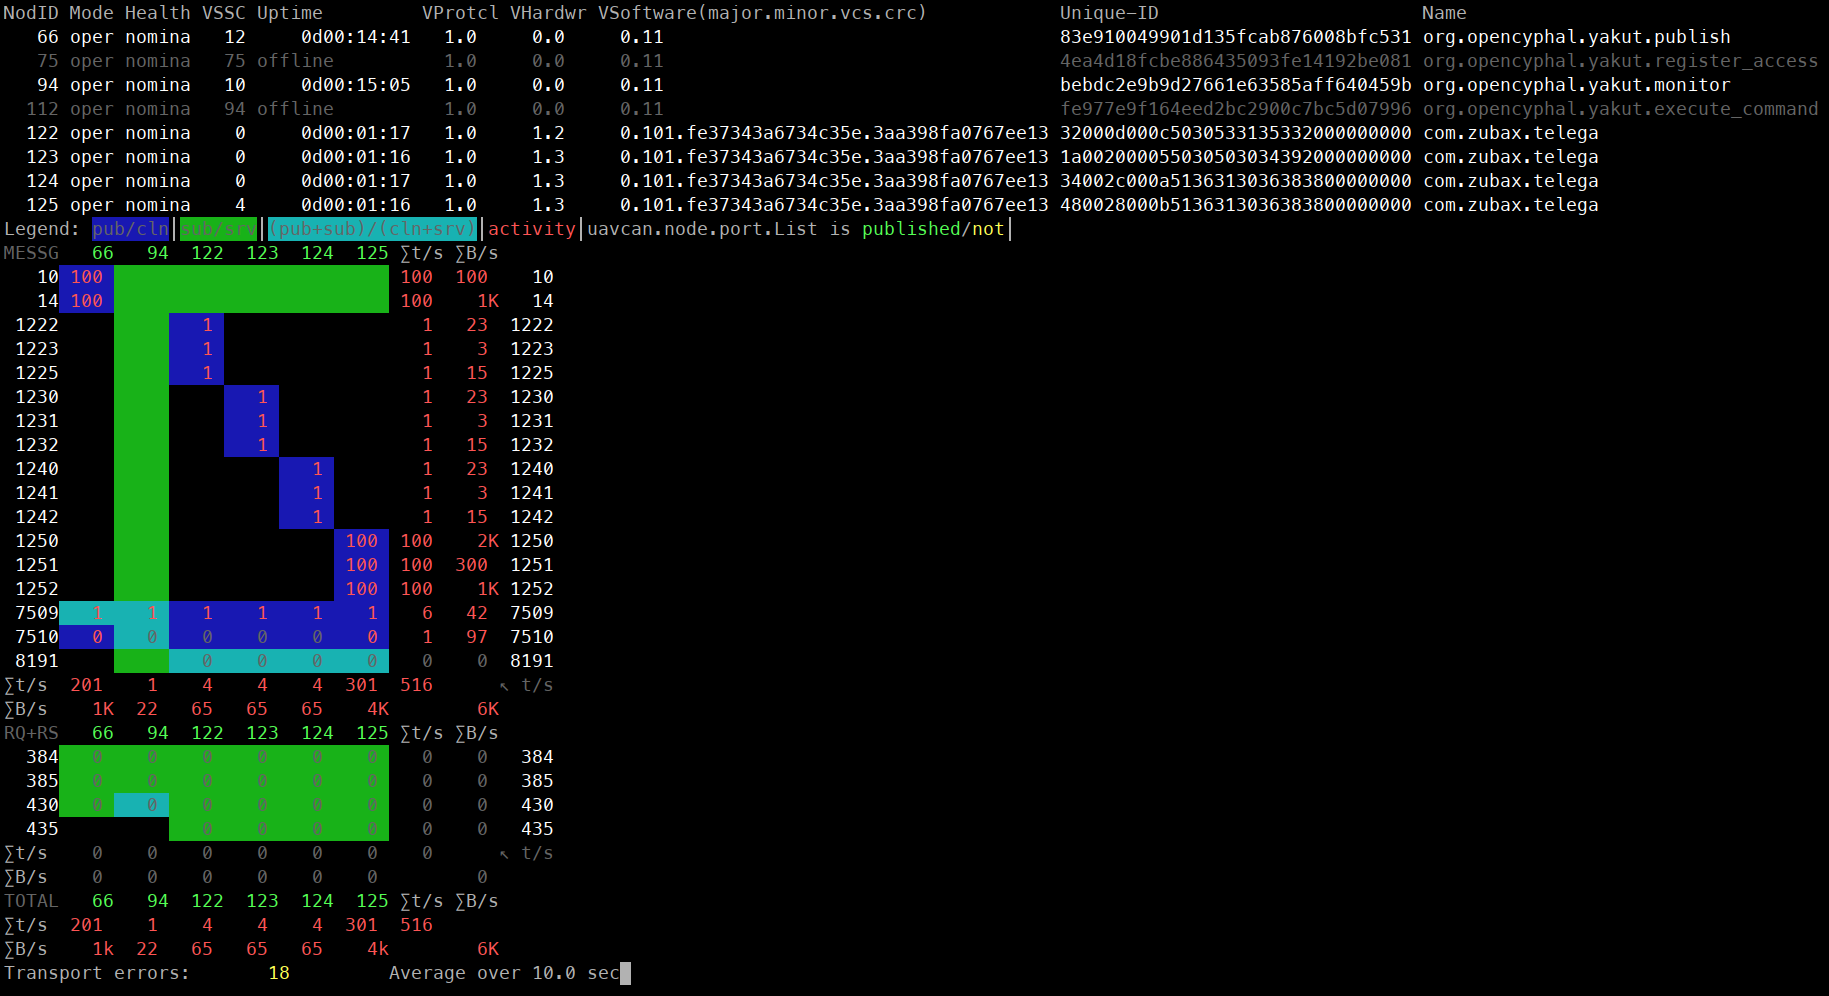 NodID Mode Health VSSC Uptime VProtcl VHardwr VSoftware(major.minor.vcs.crc) Unique-ID Name
66 oper nomina 12 0d00:14:41 1.0 0.0 0.11 83e910049901d135fcab876008bfc531 org.opencyphal.yakut.publish
75 oper nomina 75 offline 1.0 0.0 0.11 4ea4d18fcbe886435093fe14192be081 org.opencyphal.yakut.register_access
94 oper nomina 10 0d00:15:05 1.0 0.0 0.11 bebdc2e9b9d27661e63585aff640459b org.opencyphal.yakut.monitor
112 oper nomina 94 offline 1.0 0.0 0.11 fe977e9f164eed2bc2900c7bc5d07996 org.opencyphal.yakut.execute_command
122 oper nomina 0 0d00:01:17 1.0 1.2 0.101.fe37343a6734c35e.3aa398fa0767ee13 32000d000c5030533135332000000000 com.zubax.telega
123 oper nomina 0 0d00:01:16 1.0 1.3 0.101.fe37343a6734c35e.3aa398fa0767ee13 1a002000055030503034392000000000 com.zubax.telega
124 oper nomina 0 0d00:01:17 1.0 1.3 0.101.fe37343a6734c35e.3aa398fa0767ee13 34002c000a5136313036383800000000 com.zubax.telega
125 oper nomina 4 0d00:01:16 1.0 1.3 0.101.fe37343a6734c35e.3aa398fa0767ee13 480028000b5136313036383800000000 com.zubax.telega
Legend: pub/cln│sub/srv│(pub+sub)/(cln+srv)│activity│uavcan.node.port.List is published/not│
MESSG 66 94 122 123 124 125 ∑t/s ∑B/s
10 100 100 100 10
14 100 100 1K 14
1222 1 1 23 1222
1223 1 1 3 1223
1225 1 1 15 1225
1230 1 1 23 1230
1231 1 1 3 1231
1232 1 1 15 1232
1240 1 1 23 1240
1241 1 1 3 1241
1242 1 1 15 1242
1250 100 100 2K 1250
1251 100 100 300 1251
1252 100 100 1K 1252
7509 1 1 1 1 1 1 6 42 7509
7510 0 0 0 0 0 0 1 97 7510
8191 0 0 0 0 0 0 8191
∑t/s 201 1 4 4 4 301 516 ↖ t/s
∑B/s 1K 22 65 65 65 4K 6K
RQ+RS 66 94 122 123 124 125 ∑t/s ∑B/s
384 0 0 0 0 0 0 0 0 384
385 0 0 0 0 0 0 0 0 385
430 0 0 0 0 0 0 0 0 430
435 0 0 0 0 0 0 435
∑t/s 0 0 0 0 0 0 0 ↖ t/s
∑B/s 0 0 0 0 0 0 0
TOTAL 66 94 122 123 124 125 ∑t/s ∑B/s
∑t/s 201 1 4 4 4 301 516
∑B/s 1k 22 65 65 65 4k 6K
Transport errors: 18 Average over 10.0 sec